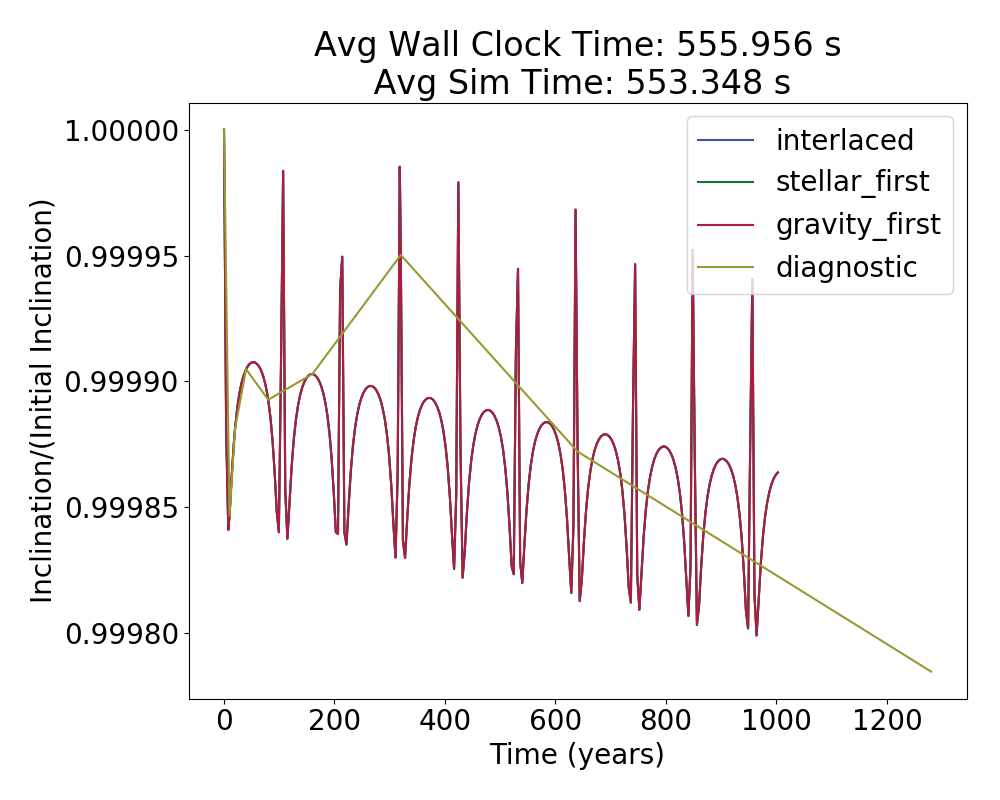 Avg Wall Clock Time: 555.956 s
Avg Sim Time: 553.348 s
interlaced
stellar_first
gravity_first
diagnostic
Inclination/(Initial Inclination)
1.00000
0.99995
0.99990
0.99985
0.99980
0 200 400 600 800 1000 1200
Time (years)